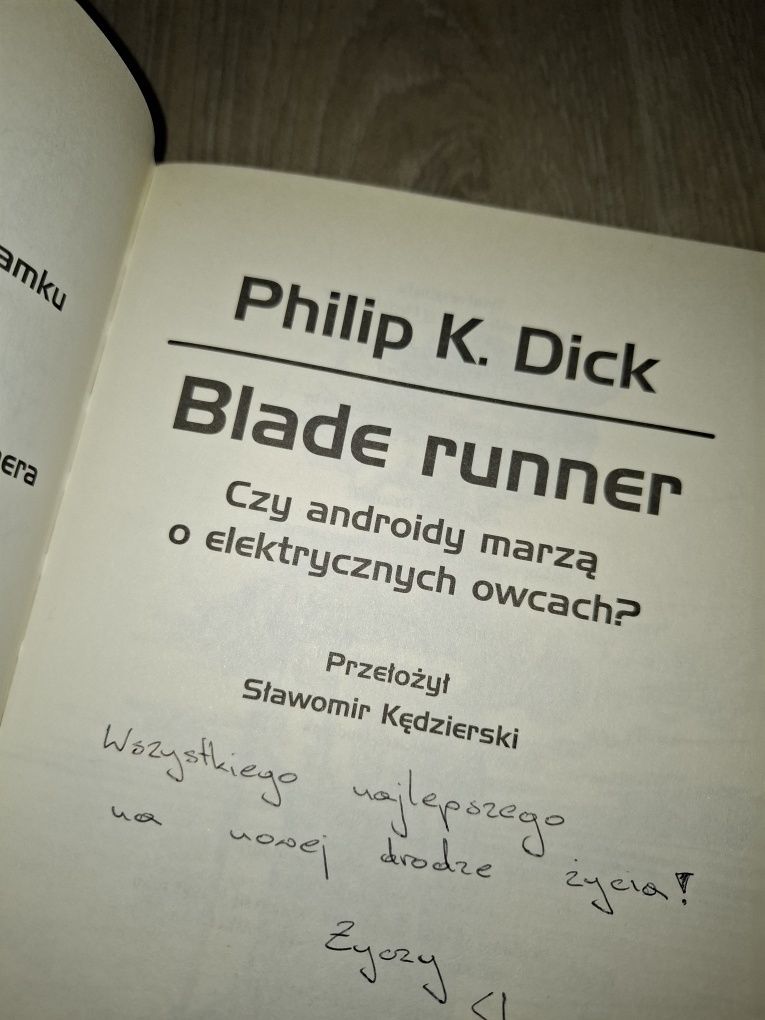 amku
era
Philip K. Dick
Blade runner
Czy androidy marzą
o elektrycznych owcach?
Przełożył
Sławomir Kędzierski
Wszystkiego najlepszego
na nowej drodze życia!
Życzy